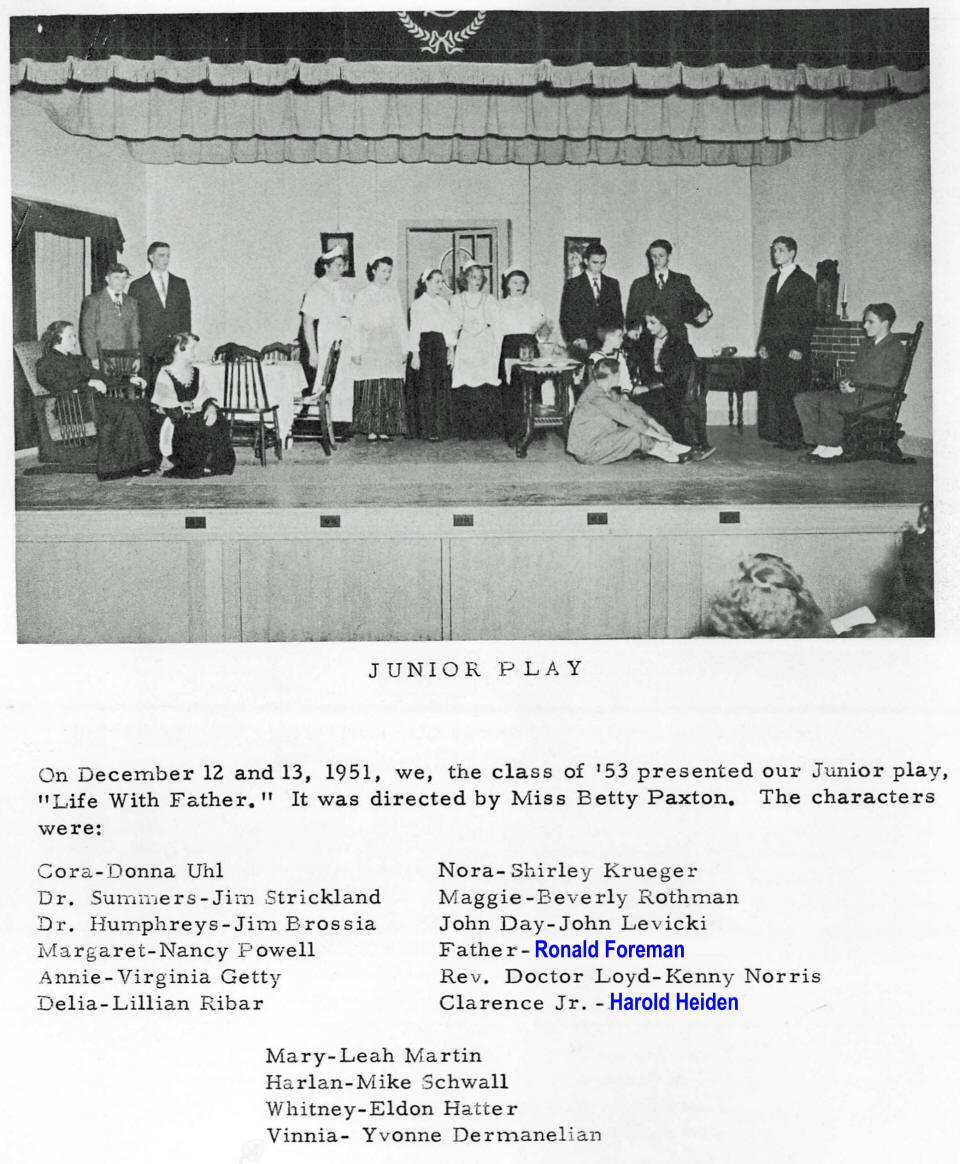 JUNIOR PLAY
On December 12 and 13, 1951, we, the class of '53 presented our Junior play,
"Life With Father." It was directed by Miss Betty Paxton. The characters
were:
Cora-Donna Uhl
Dr. Summers-Jim Strickland
Dr. Humphreys-Jim Brossia
Margaret-Nancy Powell
Annie-Virginia Getty
Delia-Lillian Ribar
Nora-Shirley Krueger
Maggie-Beverly Rothman
John Day-John Levicki
Father-Ronald Foreman
Rev. Doctor Loyd-Kenny Norris
Clarence Jr. -Harold Heiden
Mary-Leah Martin
Harlan-Mike Schwall
Whitney-Eldon Hatter
Vinnia- Yvonne Dermanelian